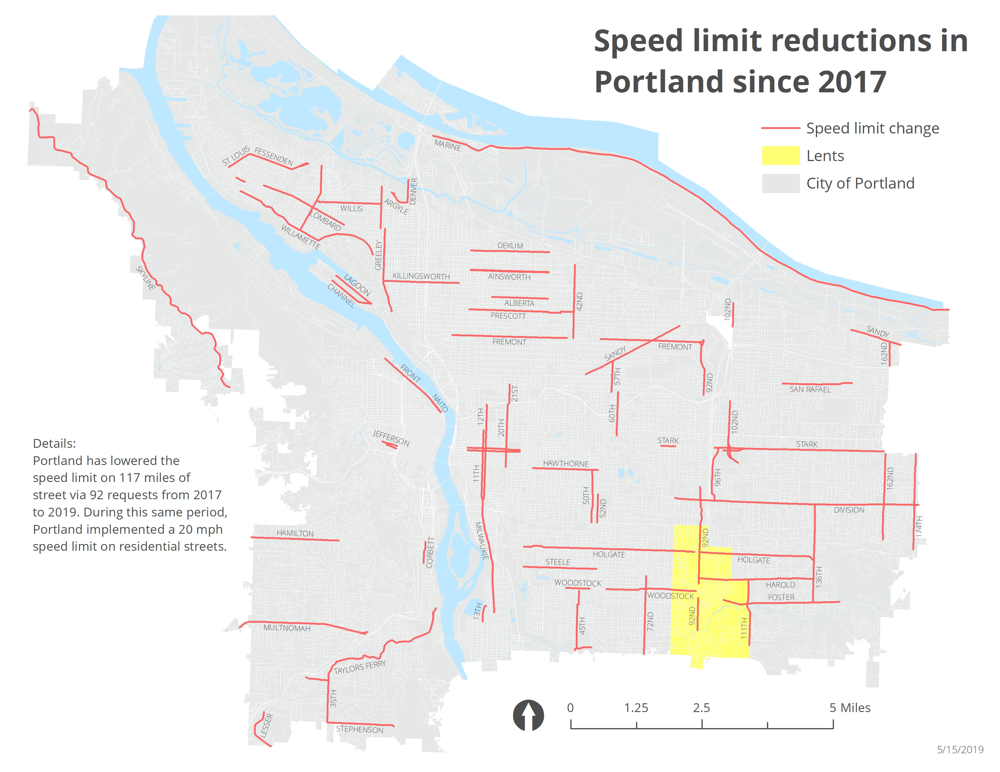 Speed limit reductions in
Portland since 2017
Speed limit change
Lents
City of Portland
MARINE
ST LOUIS
FESSENDEN
DENVER
ARGYLE
WILLIS
LOMBARD
WILLAMETTE
GREELEY
DEKUM
AINSWORTH
KILLINGSWORTH
LAGOON
CHANNEL
SKYLINE
ALBERTA
42ND
PRESCOTT
102ND
FREMONT
SANDY
FREMONT
SANDY
162ND
FRONT
NAITO
57TH
92ND
SAN RAFAEL
21ST
12TH
20TH
60TH
102ND
JEFFERSON
STARK
STARK
HAWTHORNE
11TH
96TH
162ND
50TH
52ND
DIVISION
174TH
Details:
Portland has lowered the
speed limit on 117 miles of
street via 92 requests from 2017
to 2019. During this same period,
Portland implemented a 20 mph
speed limit on residential streets.
HAMILTON
CORBETT
MILWAUKIE
92ND
HOLGATE
HOLGATE
STEELE
WOODSTOCK
WOODSTOCK
HAROLD
136TH
FOSTER
13TH
45TH
72ND
92ND
111TH
MULTNOMAH
TAYLORS FERRY
35TH
LESSER
STEPHENSON
0 1.25 2.5 5 Miles
5/15/2019